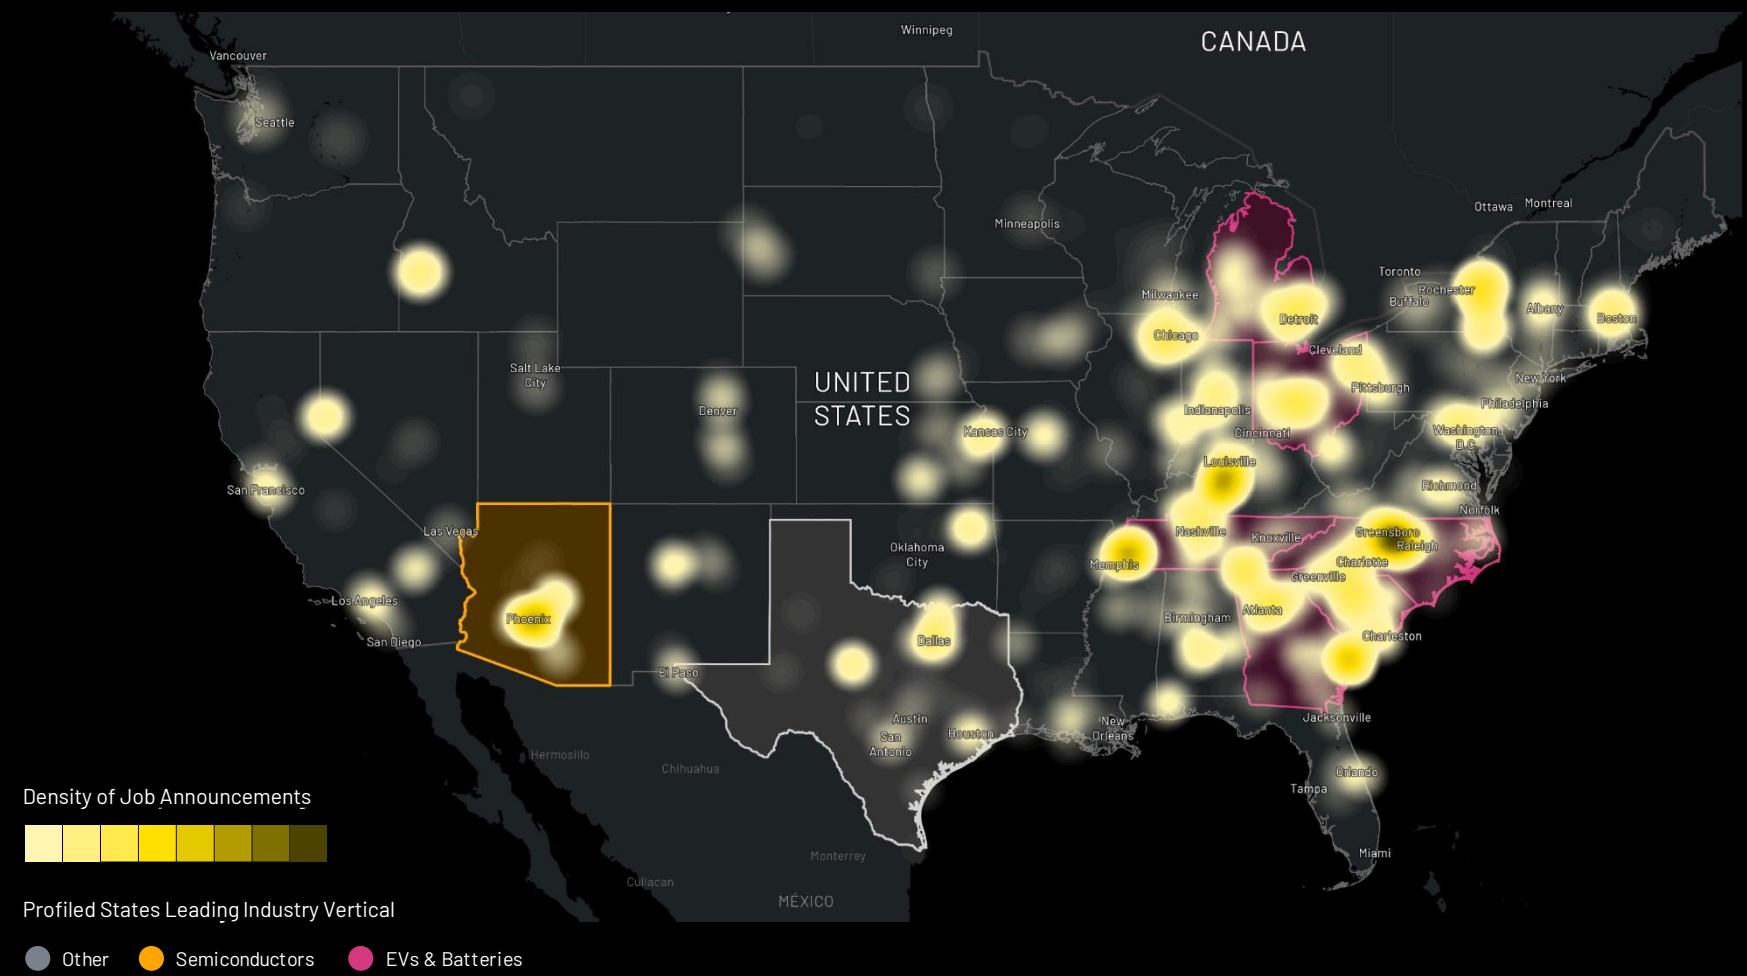 Winnipeg
CANADA
Vancouver
Seattle
Ottawa
Montreal
Minneapolis
Toronto
Rochester
Buffalo
Milwaukee
Albany
Boston
Detroit
Chicago
Cleveland
Salt Lake
City
UNITED
STATES
New York
Pittsburgh
Philadelphia
Denver
Indianapolis
Kansas City
Cincinnati
Washington,
D.C.
Louisville
San Francisco
Richmond
Norfolk
Las Vegas
Nashville
Knoxville
Greensboro
Raleigh
Oklahoma
City
Memphis
Charlotte
Greenville
Los Angeles
Phoenix
Birmingham
Atlanta
San Diego
Dallas
Charleston
El Paso
Austin
San
Antonio
Houston
New
Orleans
Jacksonville
Hermosillo
Chihuahua
Orlando
Tampa
Miami
Monterrey
Culiacan
MÉXICO
Density of Job Announcements
Profiled States Leading Industry Vertical
Other
Semiconductors
EVs & Batteries